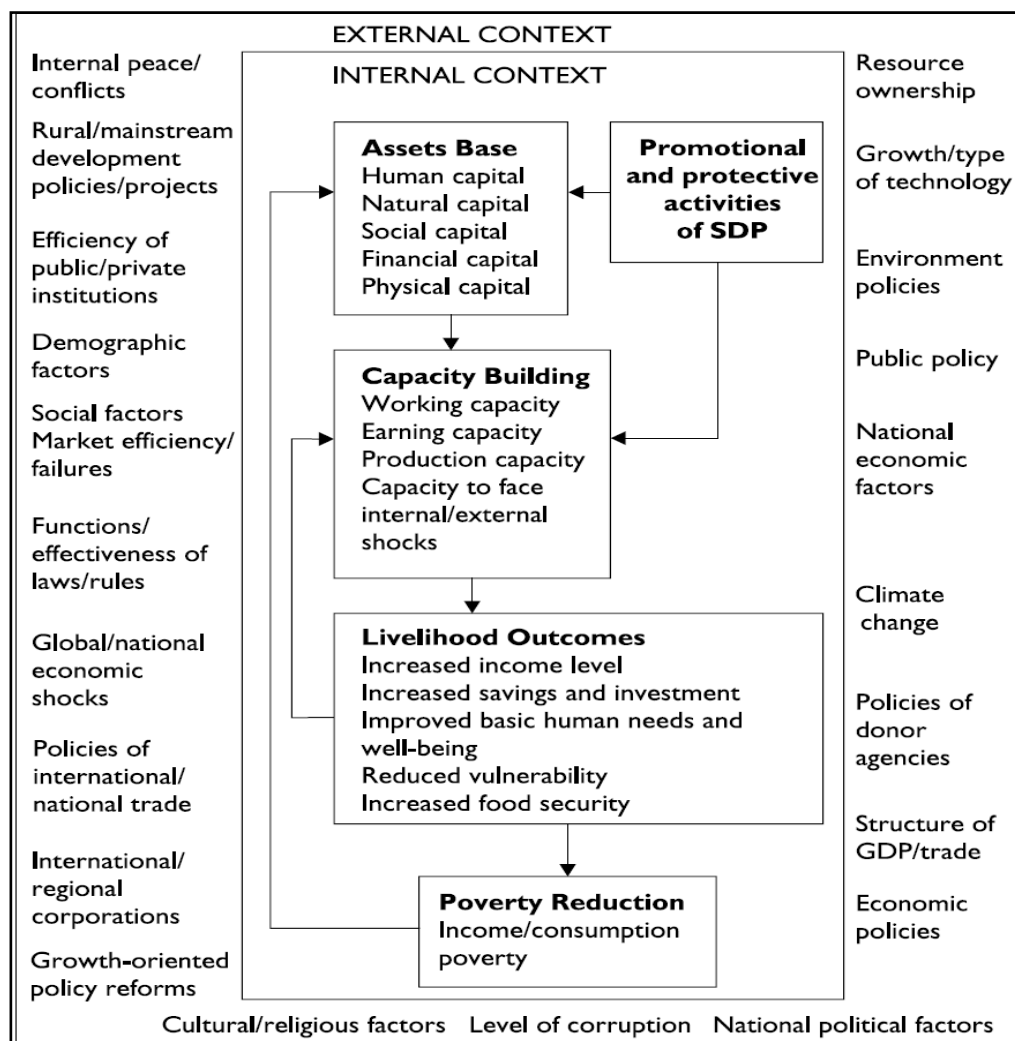 EXTERNAL CONTEXT
INTERNAL CONTEXT
Internal peace/
conflicts
Rural/mainstream
development
policies/projects
Efficiency of
public/private
institutions
Demographic
factors
Social factors
Market efficiency/
failures
Functions/
effectiveness of
laws/rules
Global/national
economic
shocks
Policies of
international/
national trade
International/
regional
corporations
Growth-oriented
policy reforms
Assets Base
Human capital
Natural capital
Social capital
Financial capital
Physical capital
Promotional
and protective
activities
of SDP
Capacity Building
Working capacity
Earning capacity
Production capacity
Capacity to face
internal/external
shocks
Livelihood Outcomes
Increased income level
Increased savings and investment
Improved basic human needs and
well-being
Reduced vulnerability
Increased food security
Poverty Reduction
Income/consumption
poverty
Resource
ownership
Growth/type
of technology
Environment
policies
Public policy
National
economic
factors
Climate
change
Policies of
donor
agencies
Structure of
GDP/trade
Economic
policies
Cultural/religious factors Level of corruption National political factors